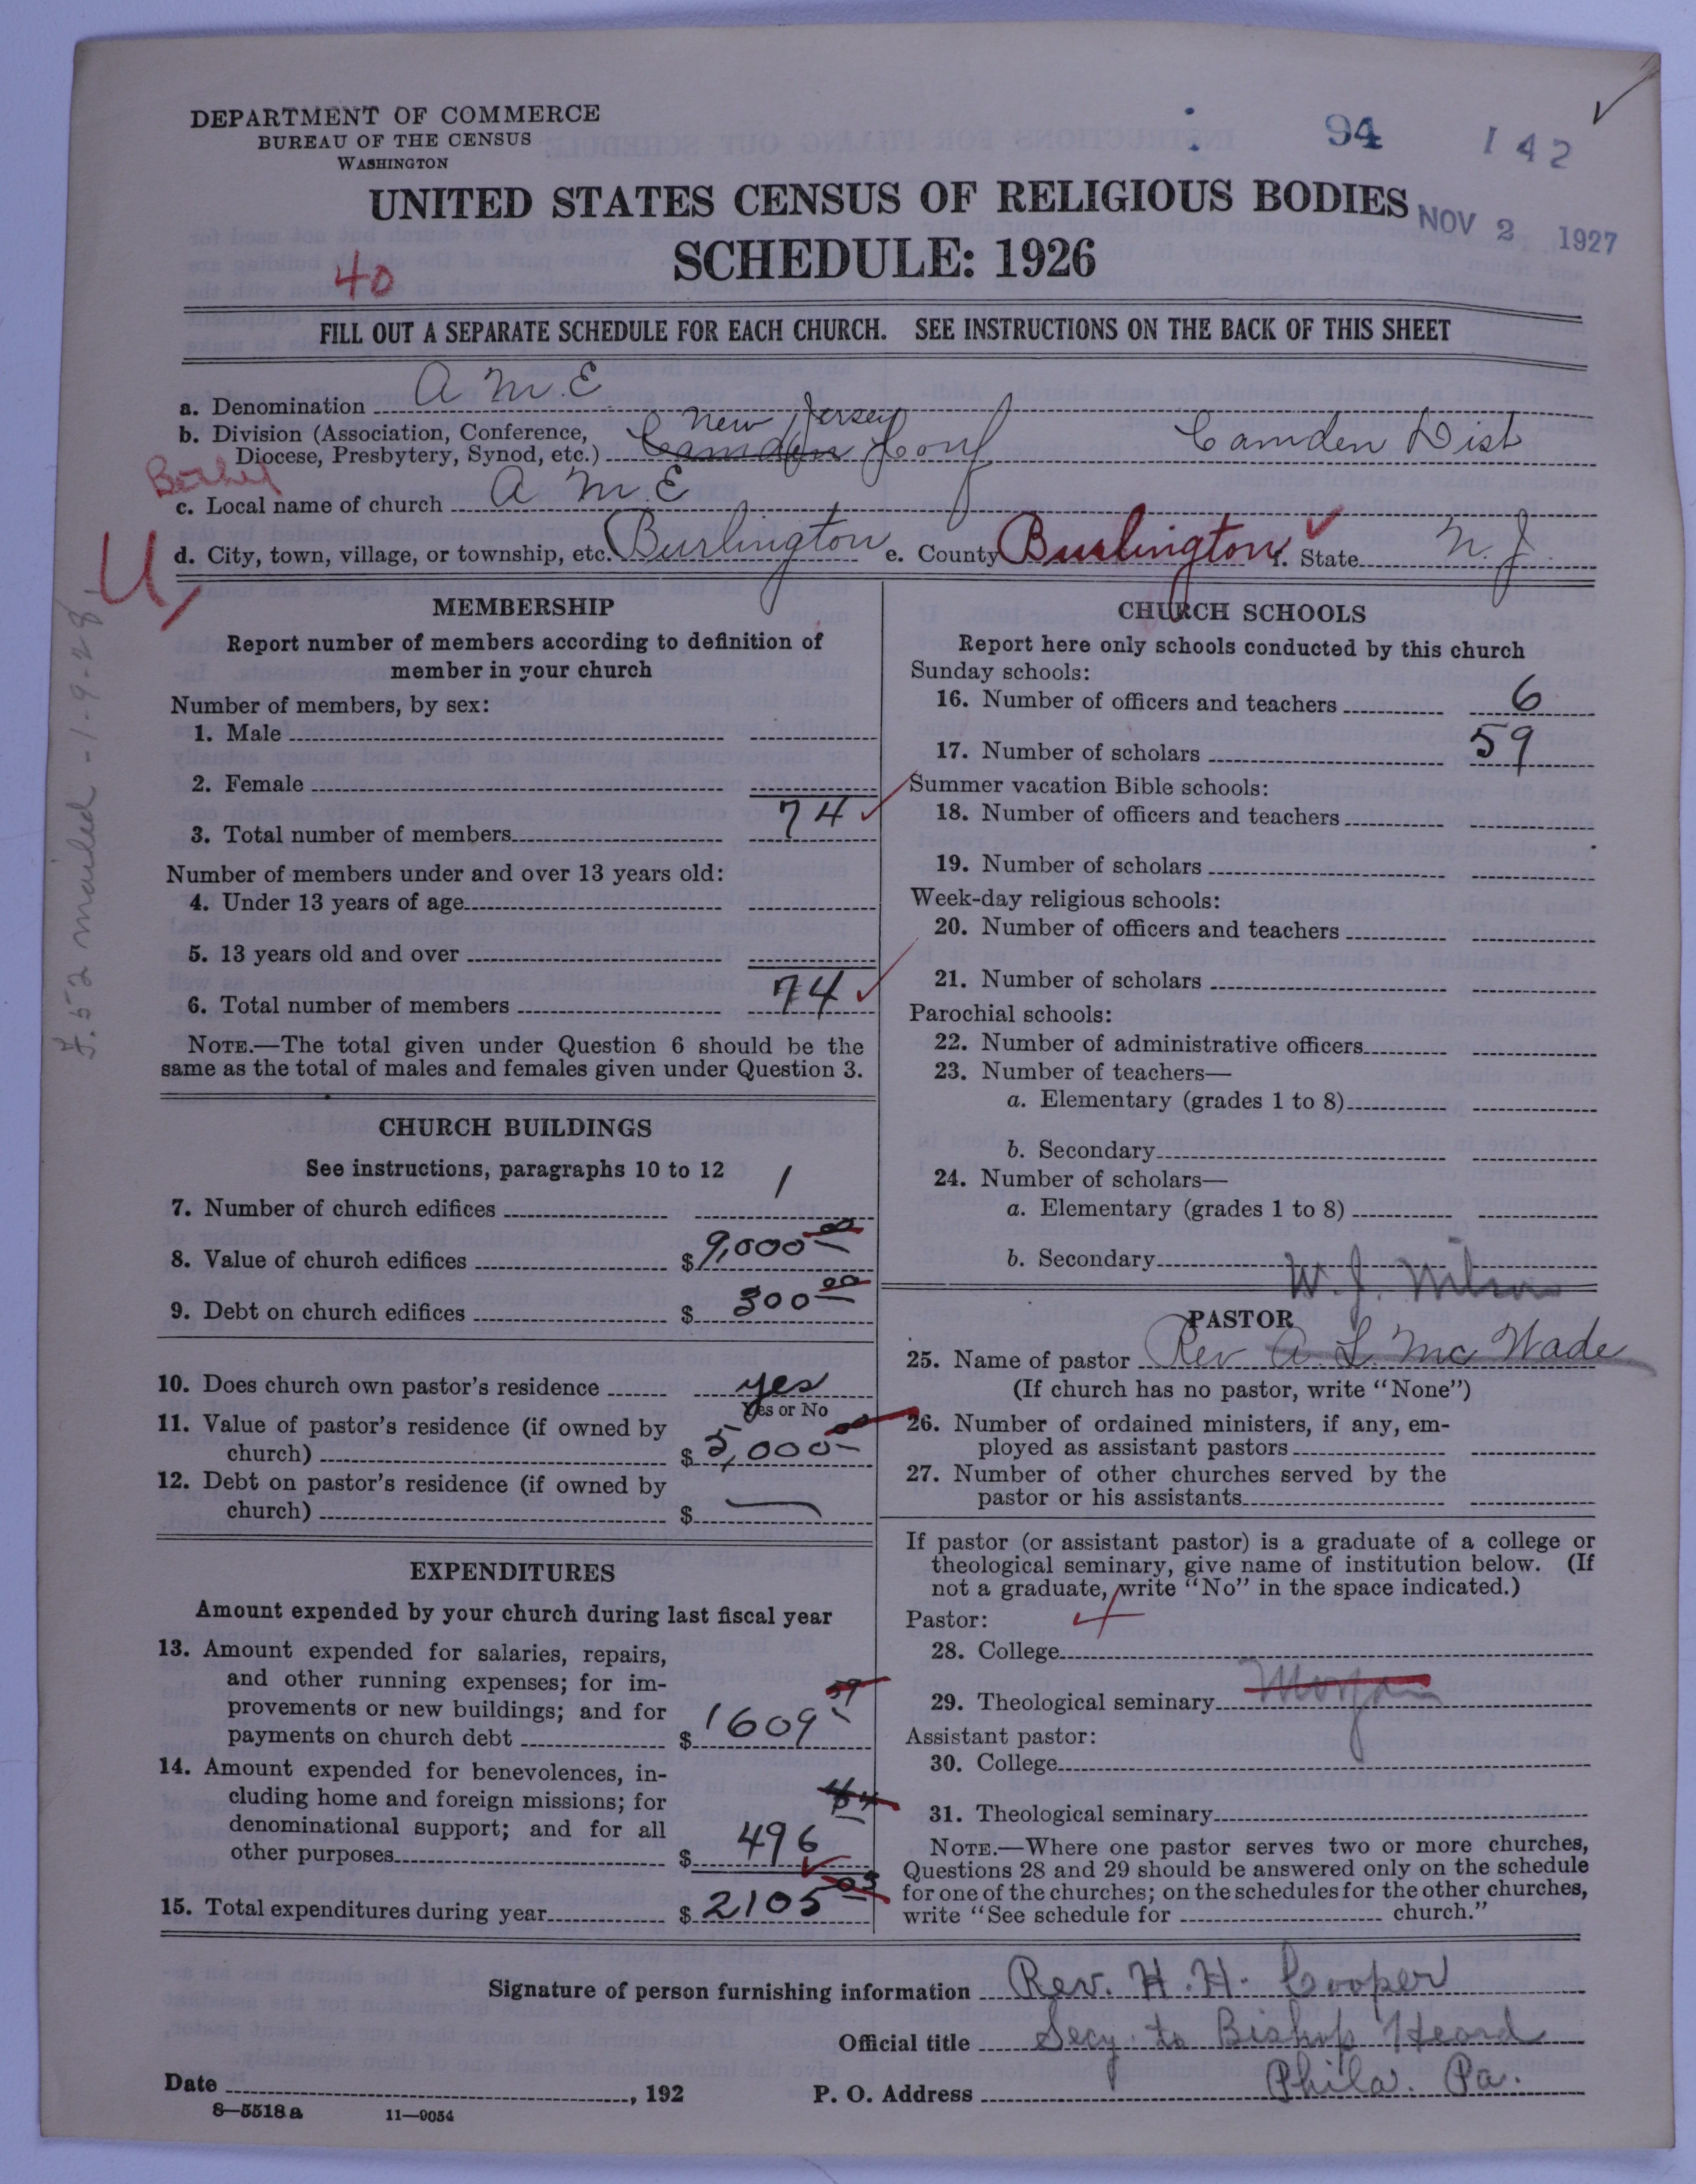 DEPARTMENT OF COMMERCE
BUREAU OF THE CENSUS
WASHINGTON
94
142
UNITED STATES CENSUS OF RELIGIOUS BODIES
NOV 2 1927
SCHEDULE: 1926
40
FILL OUT A SEPARATE SCHEDULE FOR EACH CHURCH. SEE INSTRUCTIONS ON THE BACK OF THIS SHEET
a. Denomination A M. E.
b. Division (Association, Conference, New Jersey
Diocese, Presbytery, Synod, etc.) Camden Conf Camden Dist
Bethel
c. Local name of church A M. E
U
d. City, town, village, or township, etc. Burlington e. County Burlington f. State N. J.
F.52 mailed - 1-9-28
MEMBERSHIP
Report number of members according to definition of
member in your church
Number of members, by sex:
1. Male
2. Female
3. Total number of members 74
Number of members under and over 13 years old:
4. Under 13 years of age
5. 13 years old and over
6. Total number of members 74
NOTE.—The total given under Question 6 should be the
same as the total of males and females given under Question 3.
CHURCH BUILDINGS
See instructions, paragraphs 10 to 12
7. Number of church edifices 1
8. Value of church edifices $ 9,000 00
9. Debt on church edifices $ 300 00
10. Does church own pastor's residence yes
Yes or No
11. Value of pastor's residence (if owned by
church) $ 5,000 00
12. Debt on pastor's residence (if owned by
church) $ —
EXPENDITURES
Amount expended by your church during last fiscal year
13. Amount expended for salaries, repairs,
and other running expenses; for im-
provements or new buildings; and for
payments on church debt $ 1609
14. Amount expended for benevolences, in-
cluding home and foreign missions; for
denominational support; and for all
other purposes $ 496
15. Total expenditures during year $ 2105 03
CHURCH SCHOOLS
Report here only schools conducted by this church
Sunday schools:
16. Number of officers and teachers 6
17. Number of scholars 59
Summer vacation Bible schools:
18. Number of officers and teachers
19. Number of scholars
Week-day religious schools:
20. Number of officers and teachers
21. Number of scholars
Parochial schools:
22. Number of administrative officers
23. Number of teachers—
a. Elementary (grades 1 to 8)
b. Secondary
24. Number of scholars—
a. Elementary (grades 1 to 8)
b. Secondary
W. J. Wilson
PASTOR
25. Name of pastor Rev A. L. Mc Wade
(If church has no pastor, write "None")
26. Number of ordained ministers, if any, em-
ployed as assistant pastors
27. Number of other churches served by the
pastor or his assistants
If pastor (or assistant pastor) is a graduate of a college or
theological seminary, give name of institution below. (If
not a graduate, write "No" in the space indicated.)
Pastor:
28. College
29. Theological seminary Morgan
Assistant pastor:
30. College
31. Theological seminary
NOTE.—Where one pastor serves two or more churches,
Questions 28 and 29 should be answered only on the schedule
for one of the churches; on the schedules for the other churches,
write "See schedule for church."
Signature of person furnishing information Rev. H. H. Cooper
Official title Secy. to Bishop Heard
Date , 192
P. O. Address Phila. Pa.
8—5518 a 11—9054